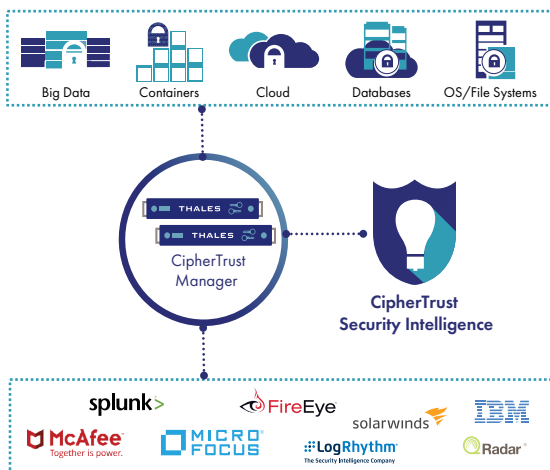 Big Data
Containers
Cloud
Databases
OS/File Systems
THALES
THALES
CipherTrust
Manager
CipherTrust
Security Intelligence
splunk>
FireEye
solarwinds
IBM
McAfee
Together is power.
MICRO
FOCUS
LogRhythm
The Security Intelligence Company
QRadar